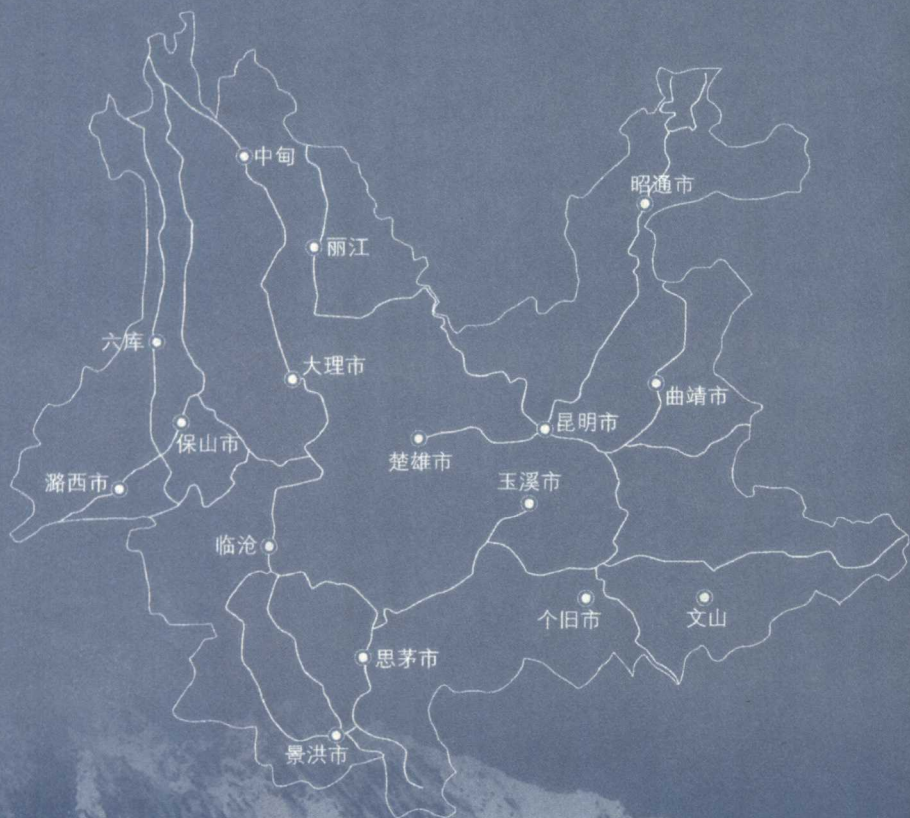 中甸
昭通市
丽江
六库
大理市
曲靖市
昆明市
保山市
楚雄市
潞西市
玉溪市
临沧
个旧市
文山
思茅市
景洪市